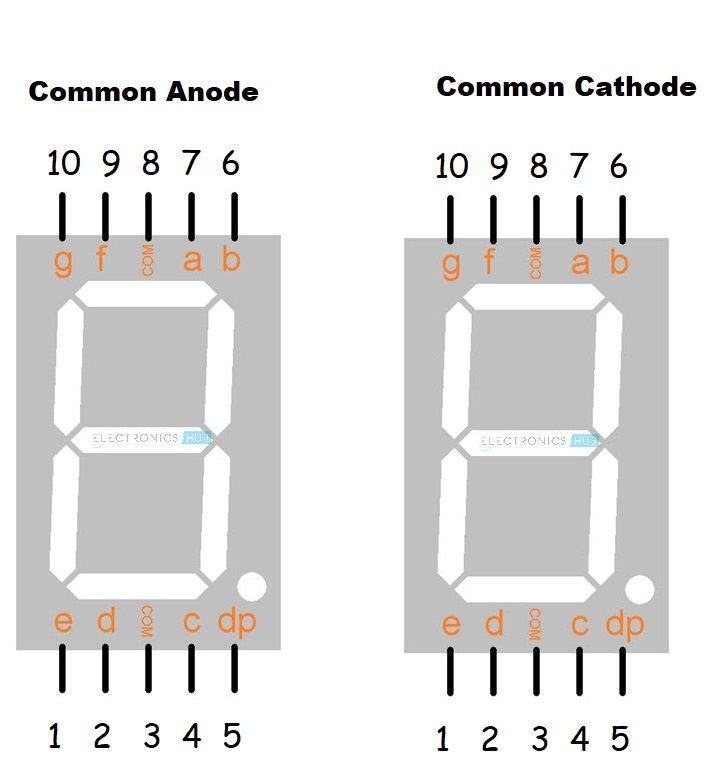 Common Anode
10 9 8 7 6
g f COM a b
ELECTRONICS HUB
e d COM c dp
1 2 3 4 5
Common Cathode
10 9 8 7 6
g f COM a b
ELECTRONICS HUB
e d COM c dp
1 2 3 4 5